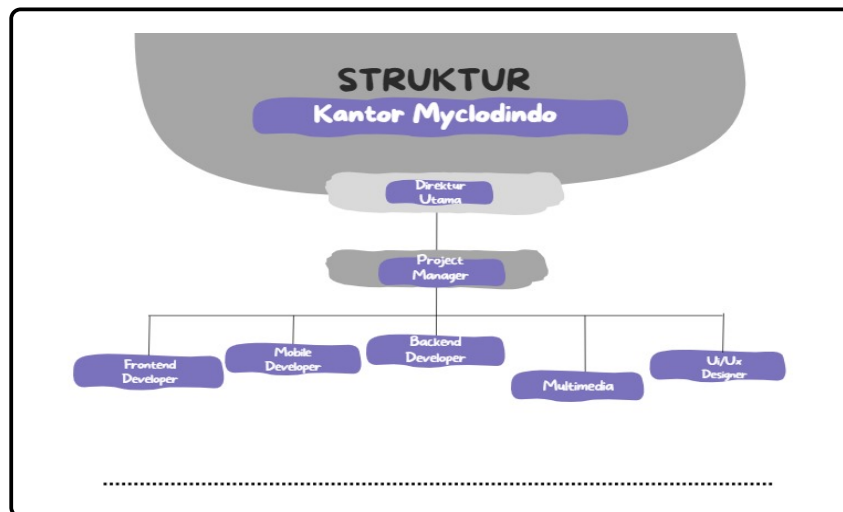 STRUKTUR
Kantor Myclodindo
Direktur
Utama
Project
Manager
Frontend
Developer
Mobile
Developer
Backend
Developer
Multimedia
Ui/Ux
Designer